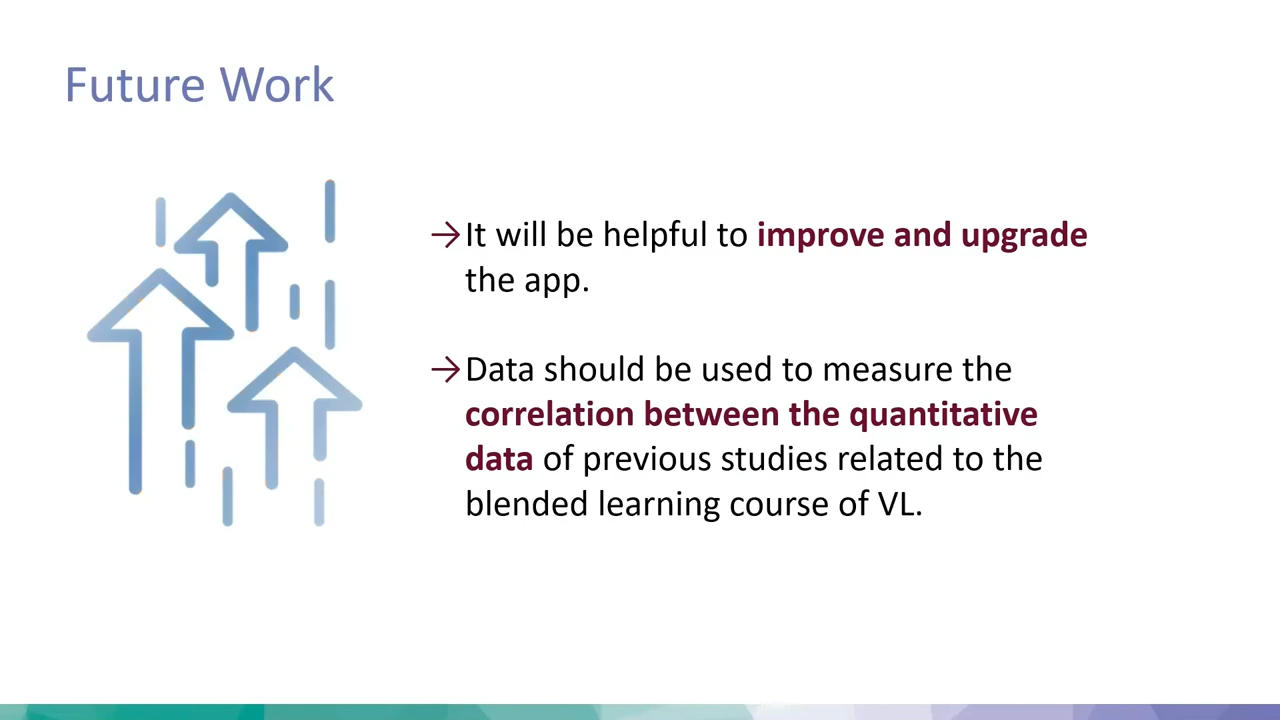 Future Work
→It will be helpful to improve and upgrade
the app.
→Data should be used to measure the
correlation between the quantitative
data of previous studies related to the
blended learning course of VL.